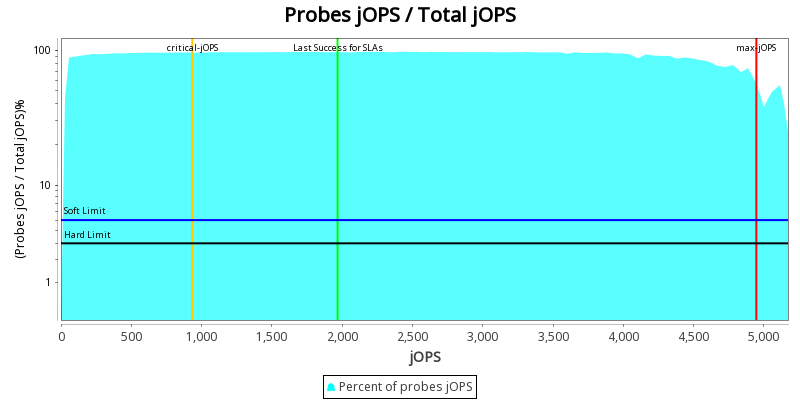 Probes jOPS / Total jOPS
critical-jOPS
Last Success for SLAs
max-jOPS
100
10
1
(Probes jOPS / Total jOPS)%
Soft Limit
Hard Limit
0
500
1,000
1,500
2,000
2,500
3,000
3,500
4,000
4,500
5,000
jOPS
Percent of probes jOPS